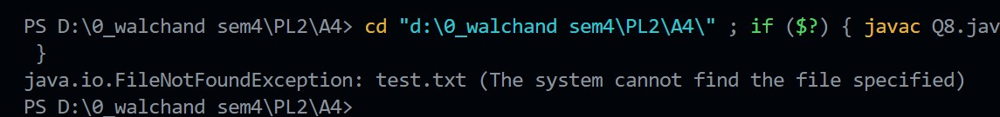 PS D:\0_walchand sem4\PL2\A4> cd "d:\0_walchand sem4\PL2\A4\" ; if ($?) { javac Q8.jav
}
java.io.FileNotFoundException: test.txt (The system cannot find the file specified)
PS D:\0_walchand sem4\PL2\A4>